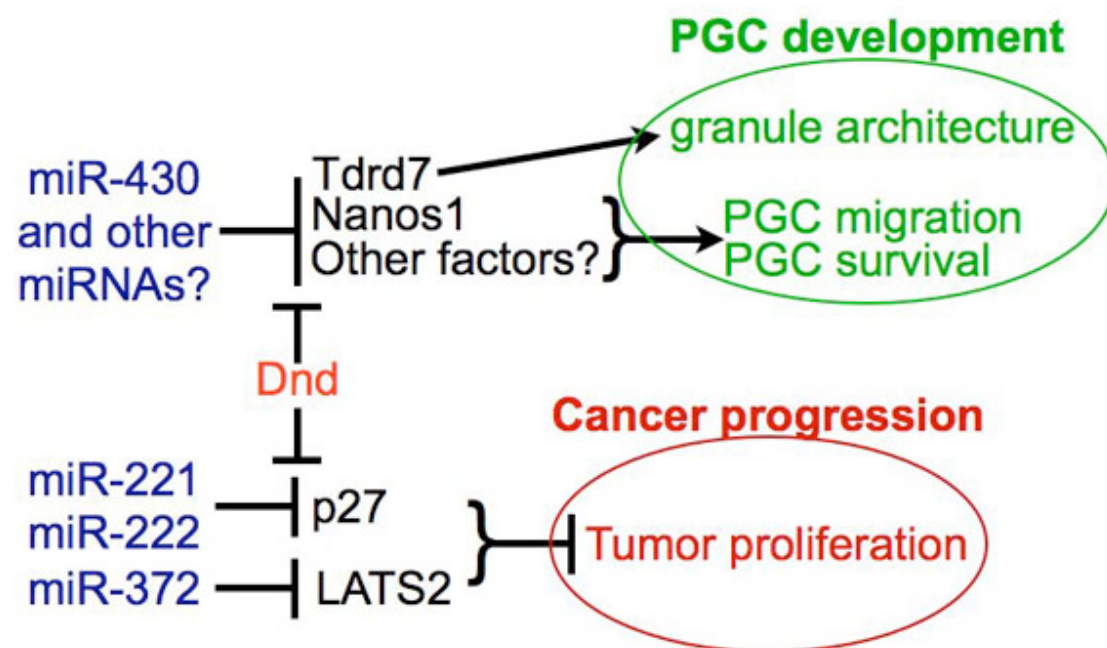 PGC development
granule architecture
miR-430
and other
miRNAs?
Tdrd7
Nanos1
Other factors?
PGC migration
PGC survival
Dnd
Cancer progression
miR-221
miR-222
miR-372
p27
LATS2
Tumor proliferation